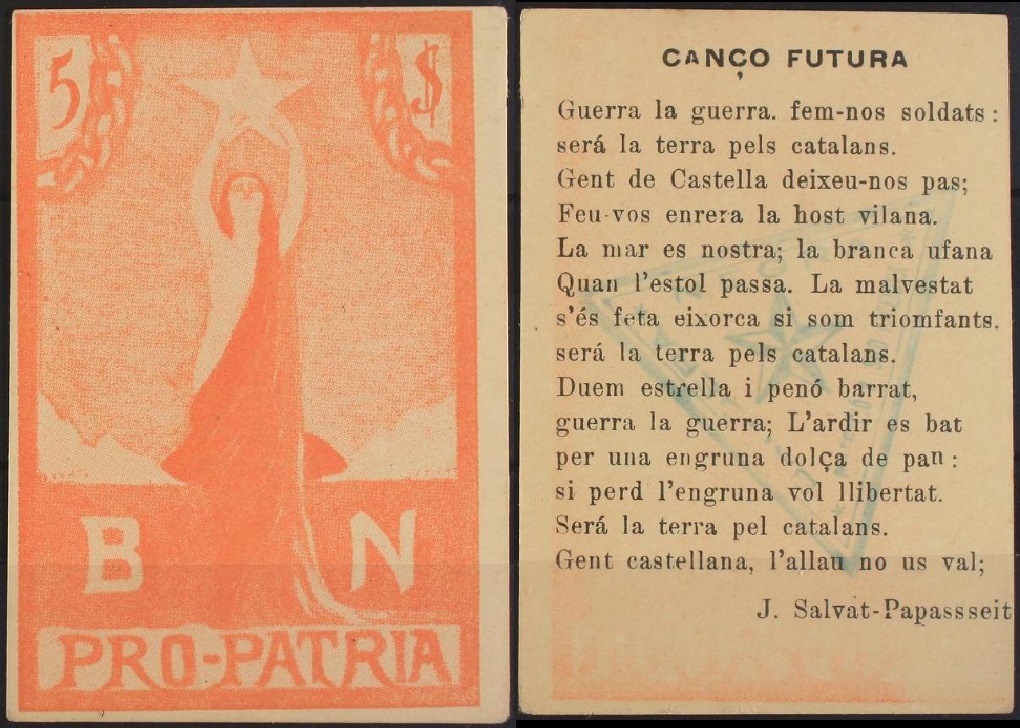 5 $
B N
PRO-PATRIA
CANÇO FUTURA
Guerra la guerra. fem-nos soldats :
será la terra pels catalans.
Gent de Castella deixeu-nos pas;
Feu-vos enrera la host vilana.
La mar es nostra; la branca ufana
Quan l'estol passa. La malvestat
s'és feta eixorca si som triomfants.
será la terra pels catalans.
Duem estrella i penó barrat,
guerra la guerra; L'ardir es bat
per una engruna dolça de pan :
si perd l'engruna vol llibertat.
Será la terra pel catalans.
Gent castellana, l'allau no us val;
J. Salvat-Papassseit